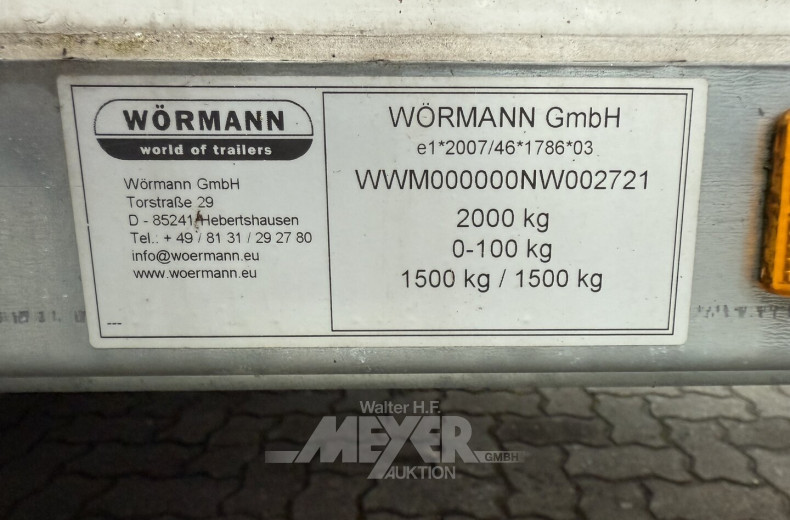 WÖRMANN
world of trailers
Wörmann GmbH
Torstraße 29
D - 85241 Hebertshausen
Tel.: + 49 / 81 31 / 29 27 80
info@woermann.eu
www.woermann.eu
---
WÖRMANN GmbH
e1*2007/46*1786*03
WWM000000NW002721
2000 kg
0-100 kg
1500 kg / 1500 kg
Walter H.F.
MEYER
GMBH
AUKTION